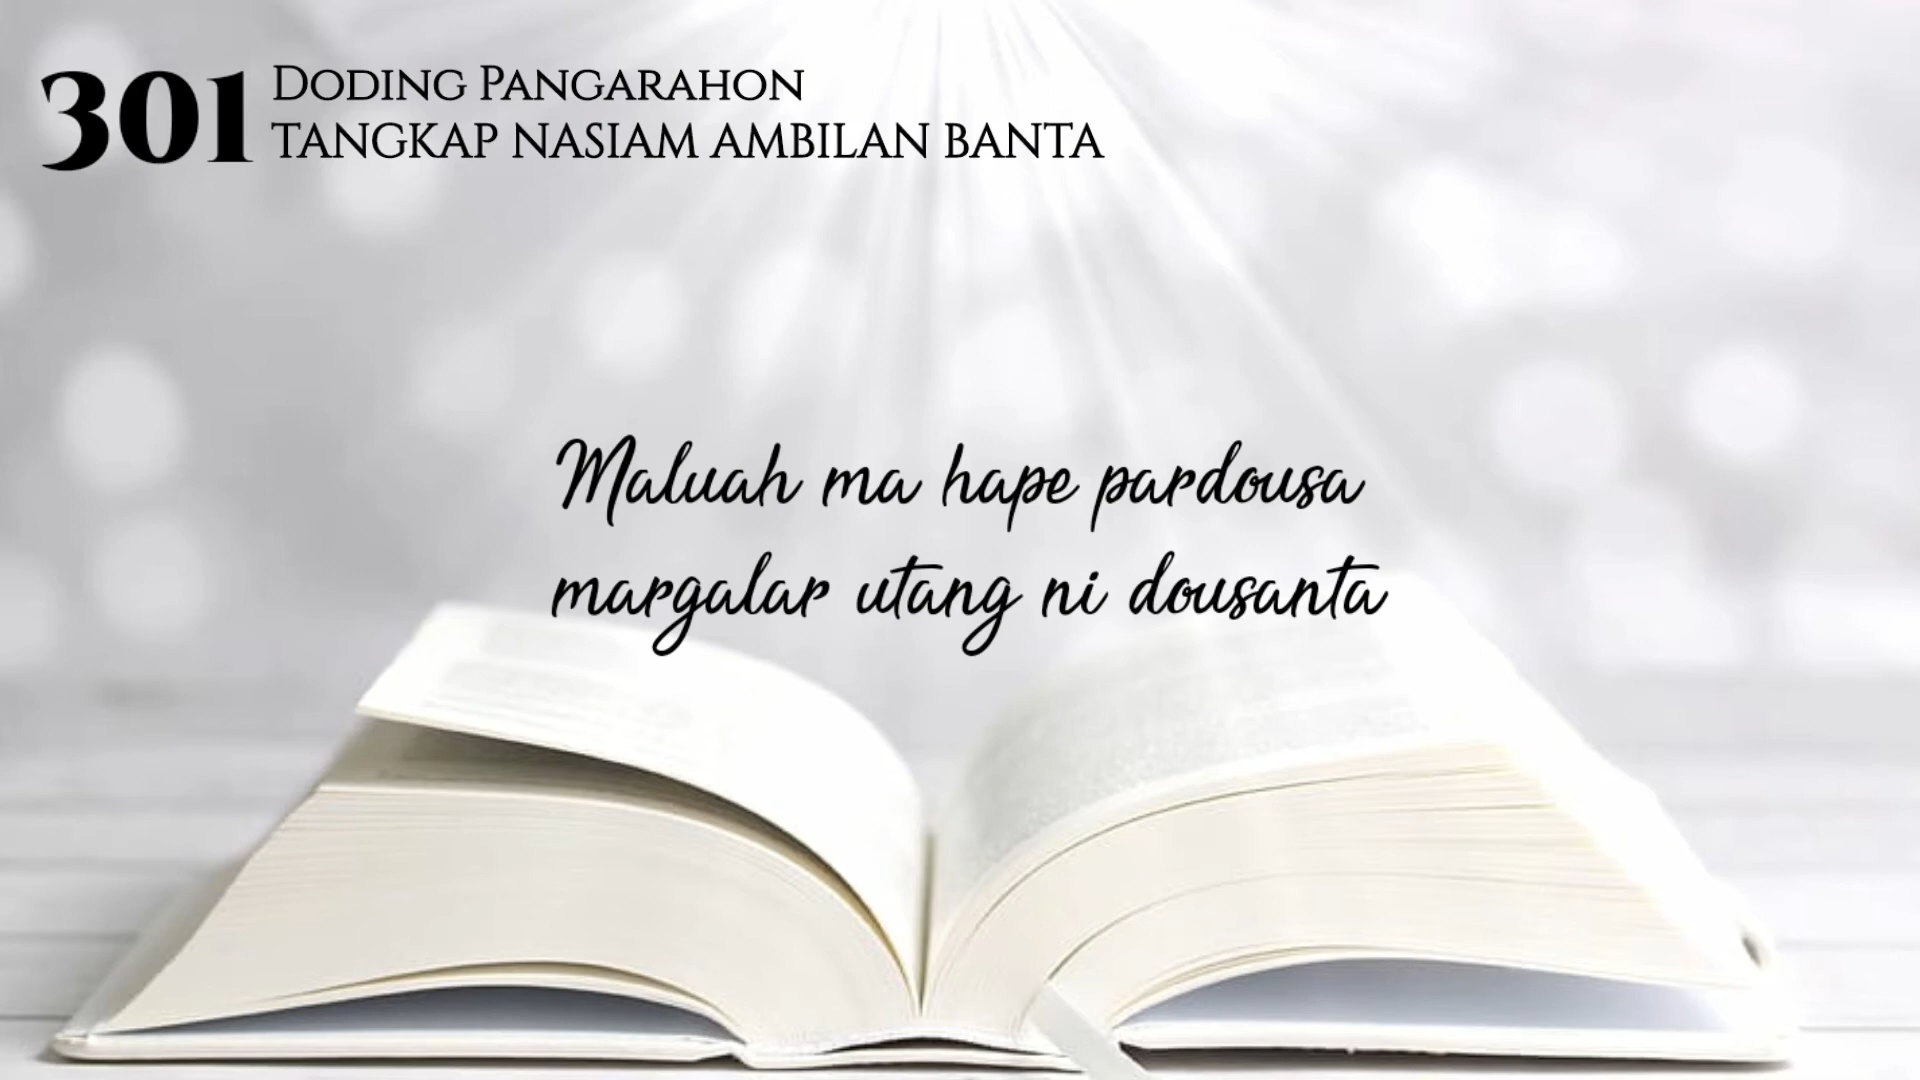 301 DODING PANGARAHON
TANGKAP NASIAM AMBILAN BANTA
Maluah ma hape pardousa
margalar utang ni dousanta